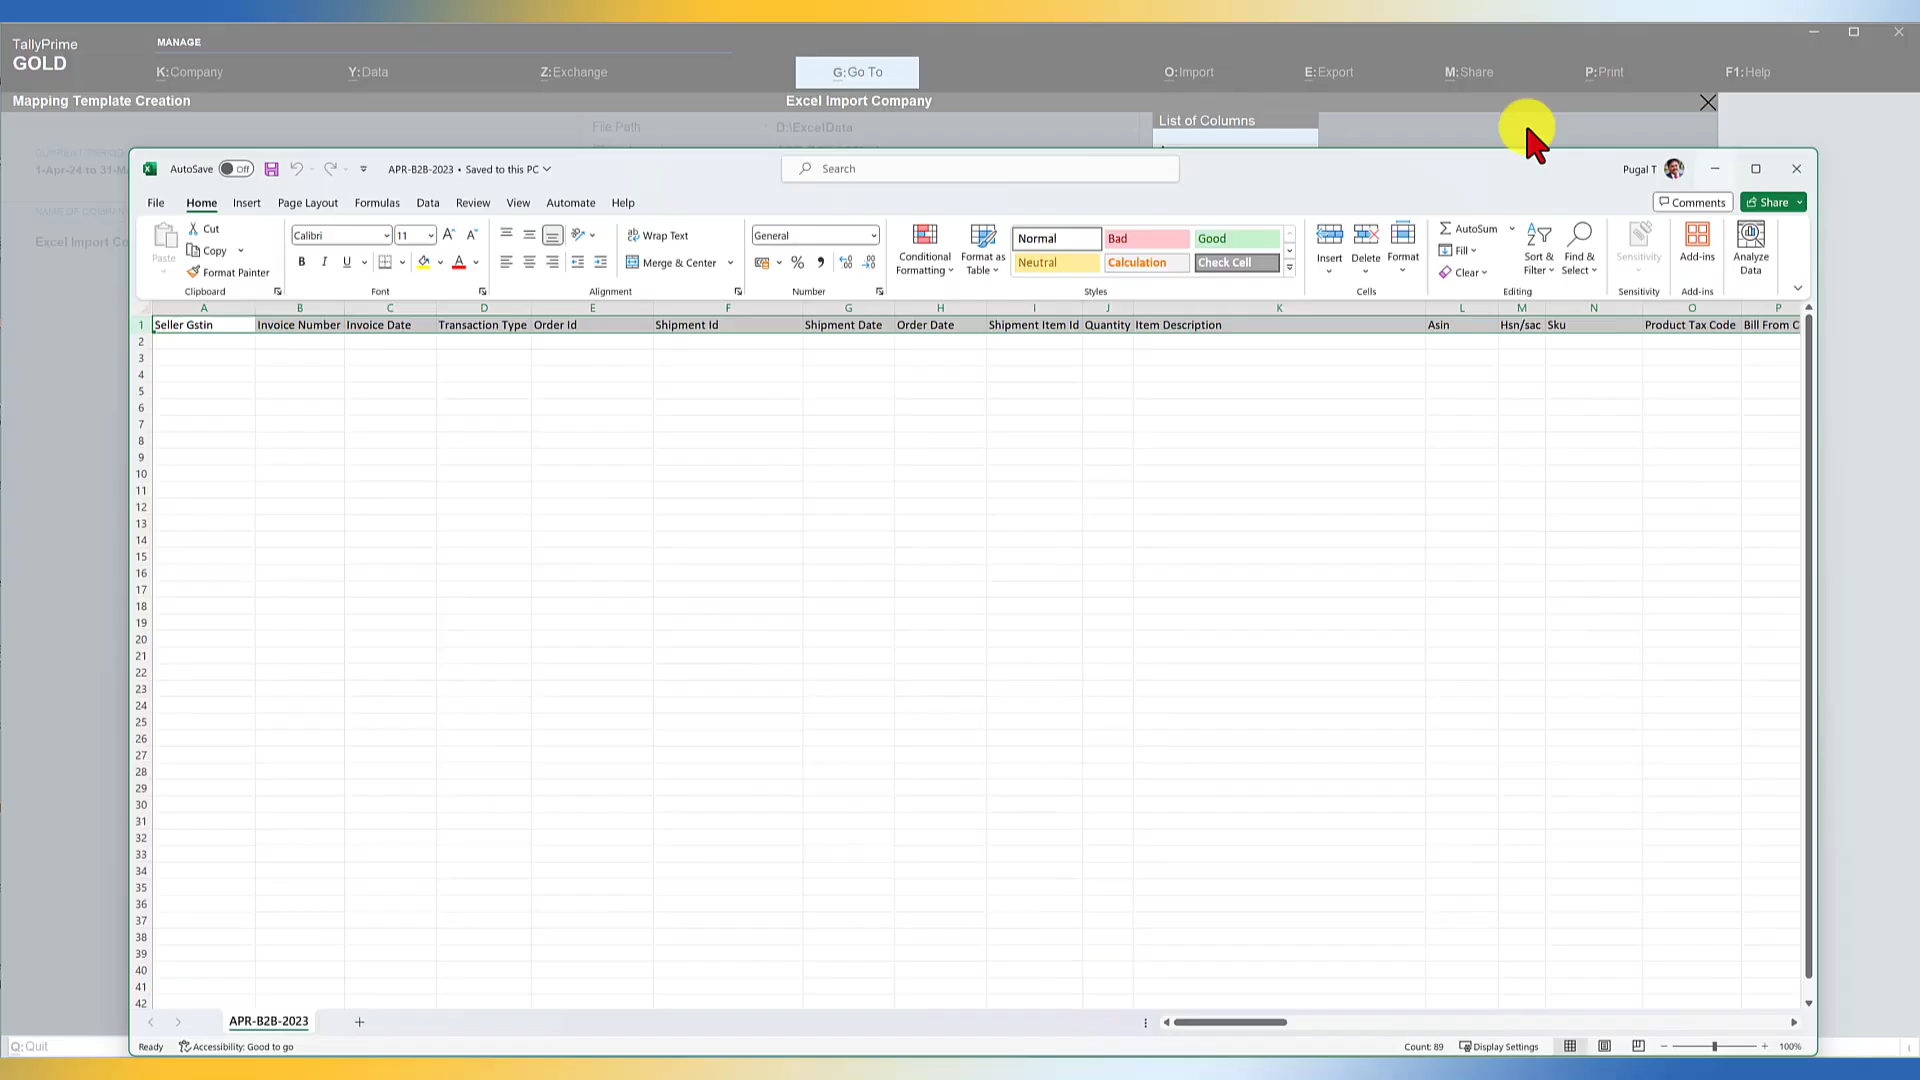 TallyPrime
GOLD
MANAGE
K:Company
Y:Data
Z:Exchange
G:Go To
O:Import
E:Export
M:Share
P:Print
F1:Help
Mapping Template Creation
Excel Import Company
File Path
D:\ExcelData
List of Columns
CURRENT PERIOD
1-Apr-24 to 31-M
Excel Import Co
AutoSave
Off
APR-B2B-2023 • Saved to this PC
Search
Pugal T
File
Home
Insert
Page Layout
Formulas
Data
Review
View
Automate
Help
Comments
Share
Paste
Cut
Copy
Format Painter
Clipboard
Calibri
11
B I U
Font
Wrap Text
Merge & Center
Alignment
General
Number
Conditional
Formatting
Format as
Table
Normal
Bad
Good
Neutral
Calculation
Check Cell
Styles
Insert
Delete
Format
Cells
AutoSum
Fill
Clear
Sort &
Filter
Find &
Select
Editing
Sensitivity
Sensitivity
Add-ins
Add-ins
Analyze
Data
A B C D E F G H I J K L M N O P
1 Seller Gstin Invoice Number Invoice Date Transaction Type Order Id Shipment Id Shipment Date Order Date Shipment Item Id Quantity Item Description Asin Hsn/sac Sku Product Tax Code Bill From C
2
3
4
5
6
7
8
9
10
11
12
13
14
15
16
17
18
19
20
21
22
23
24
25
26
27
28
29
30
31
32
33
34
35
36
37
38
39
40
41
42
APR-B2B-2023
Q:Quit
Ready
Accessibility: Good to go
Count: 89
Display Settings
100%